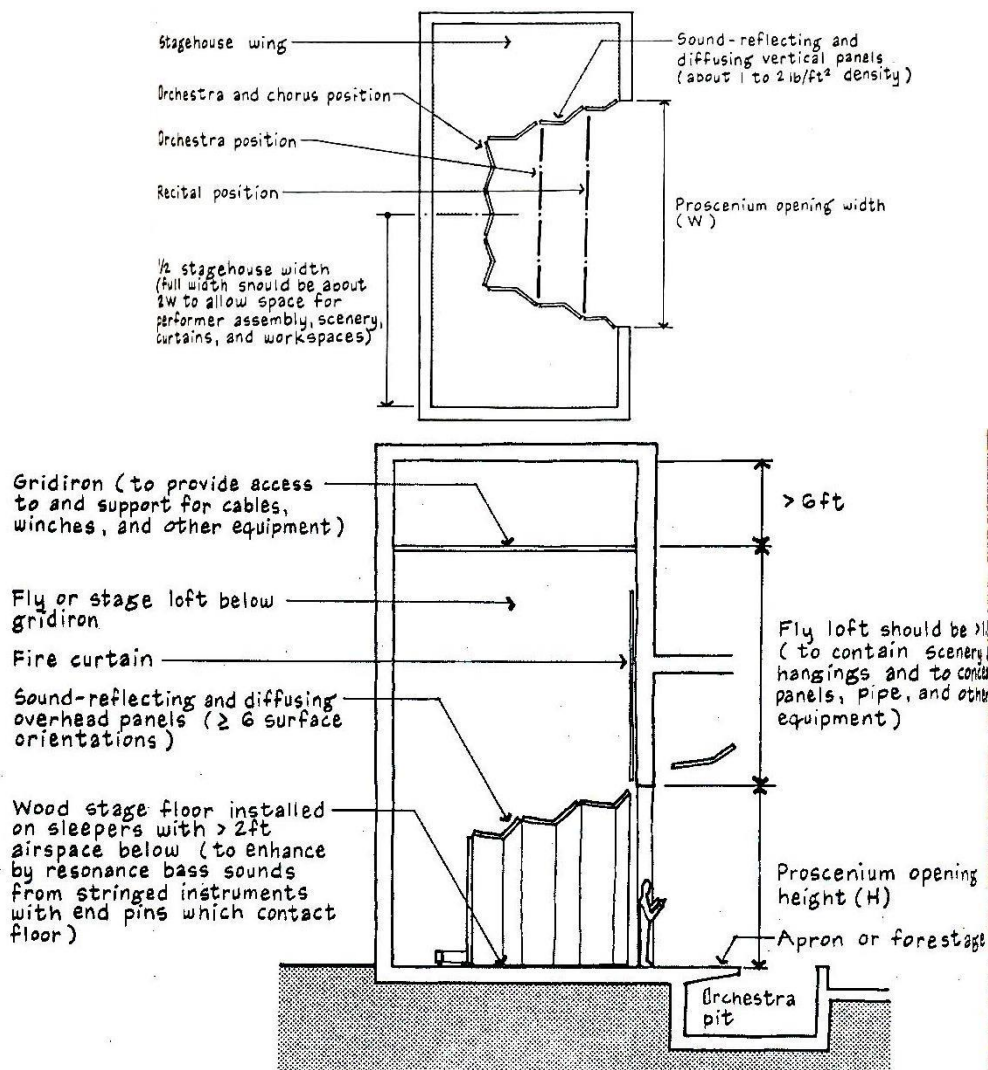 Stagehouse wing
Sound-reflecting and
diffusing vertical panels
(about 1 to 2 lb/ft² density)
Orchestra and chorus position
Orchestra position
Recital position
Proscenium opening width
(W)
1/2 stagehouse width
(full width should be about
2W to allow space for
performer assembly, scenery,
curtains, and workspaces)
Gridiron (to provide access
to and support for cables,
winches, and other equipment)
> 6ft
Fly or stage loft below
gridiron
Fire curtain
Fly loft should be
(to contain scenery
hangings and to
panels, pipe, and other
equipment)
Sound-reflecting and diffusing
overhead panels (≥ 6 surface
orientations)
Wood stage floor installed
on sleepers with > 2ft
airspace below (to enhance
by resonance bass sounds
from stringed instruments
with end pins which contact
floor)
Proscenium opening
height (H)
Apron or forestage
Orchestra
pit